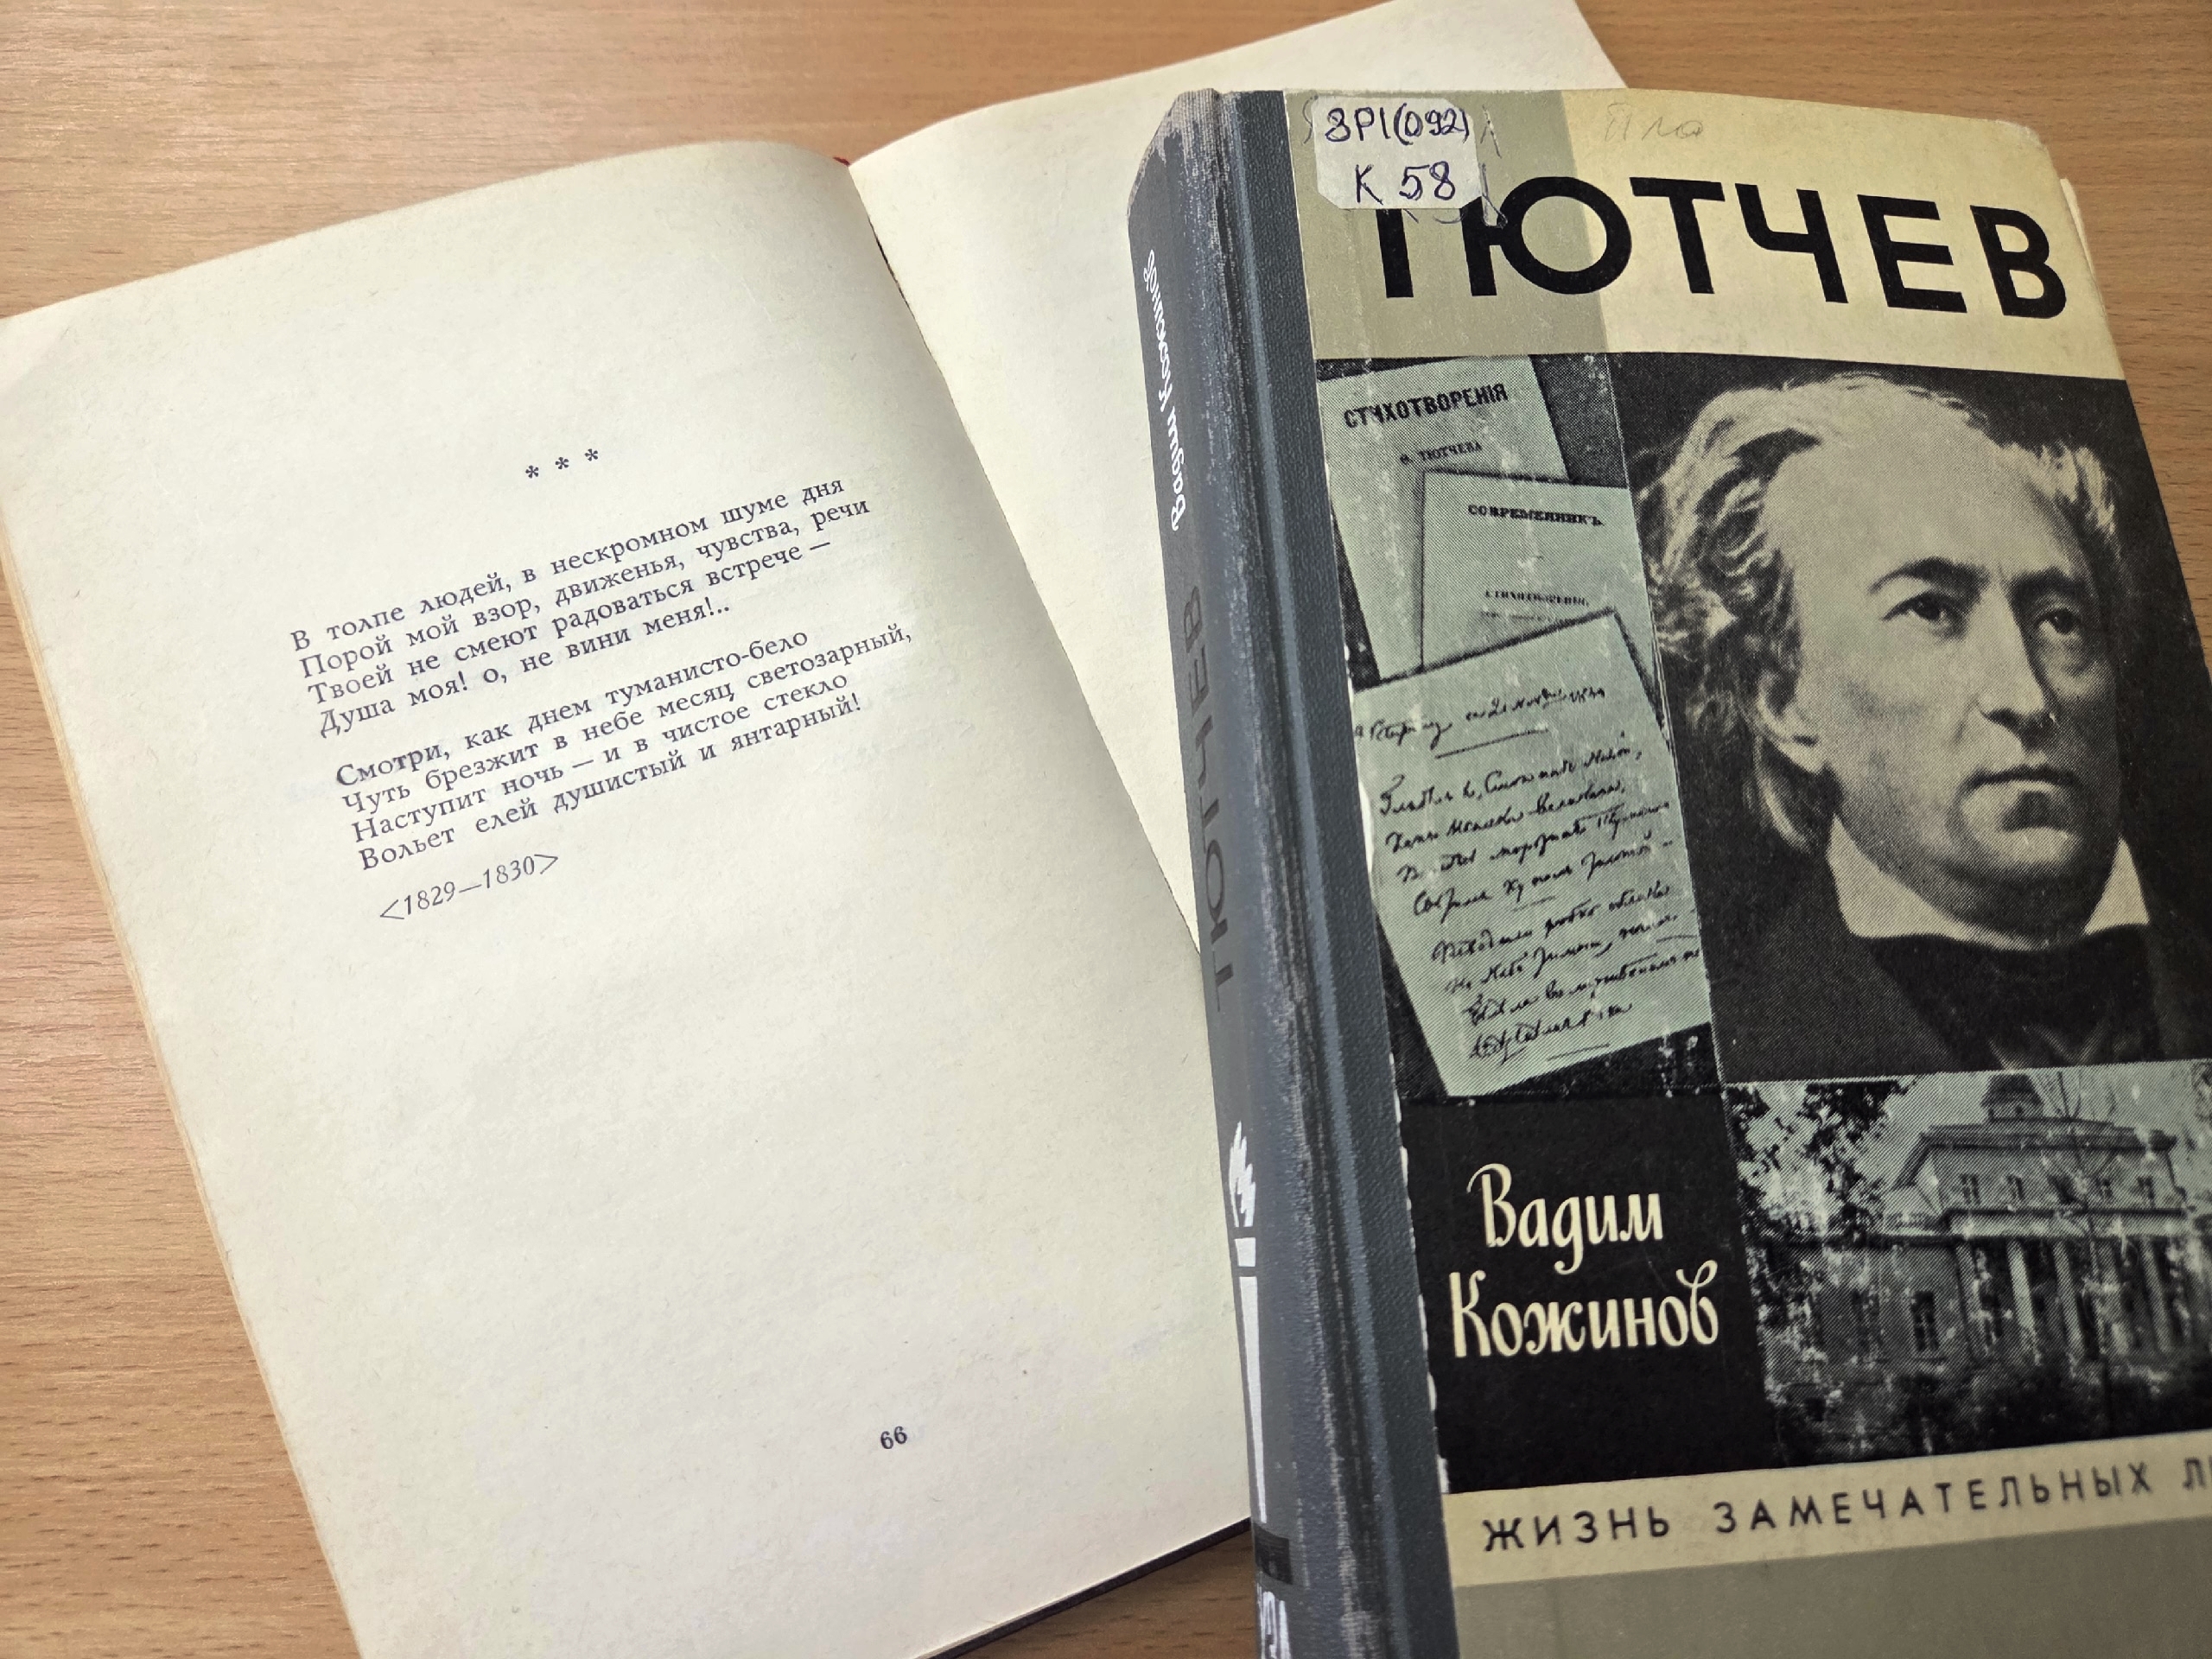 * * *
В толпе людей, в нескромном шуме дня
Порой мой взор, движенья, чувства, речи
Твоей не смеют радоваться встрече —
Душа моя! о, не вини меня!..
Смотри, как днем туманисто-бело
Чуть брезжит в небе месяц светозарный,
Наступит ночь — и в чистое стекло
Вольет елей душистый и янтарный!
<1829—1830>
66
Вадим Кожинов
ТЮТЧЕВ
8Р1(092)
К 58
ТЮТЧЕВ
СТИХОТВОРЕНІЯ
Ѳ. ТЮТЧЕВА
СОВРЕМЕННИКЪ
СТИХОТВОРЕНІЯ,
Вадим
Кожинов
ЖИЗНЬ ЗАМЕЧАТЕЛЬНЫХ